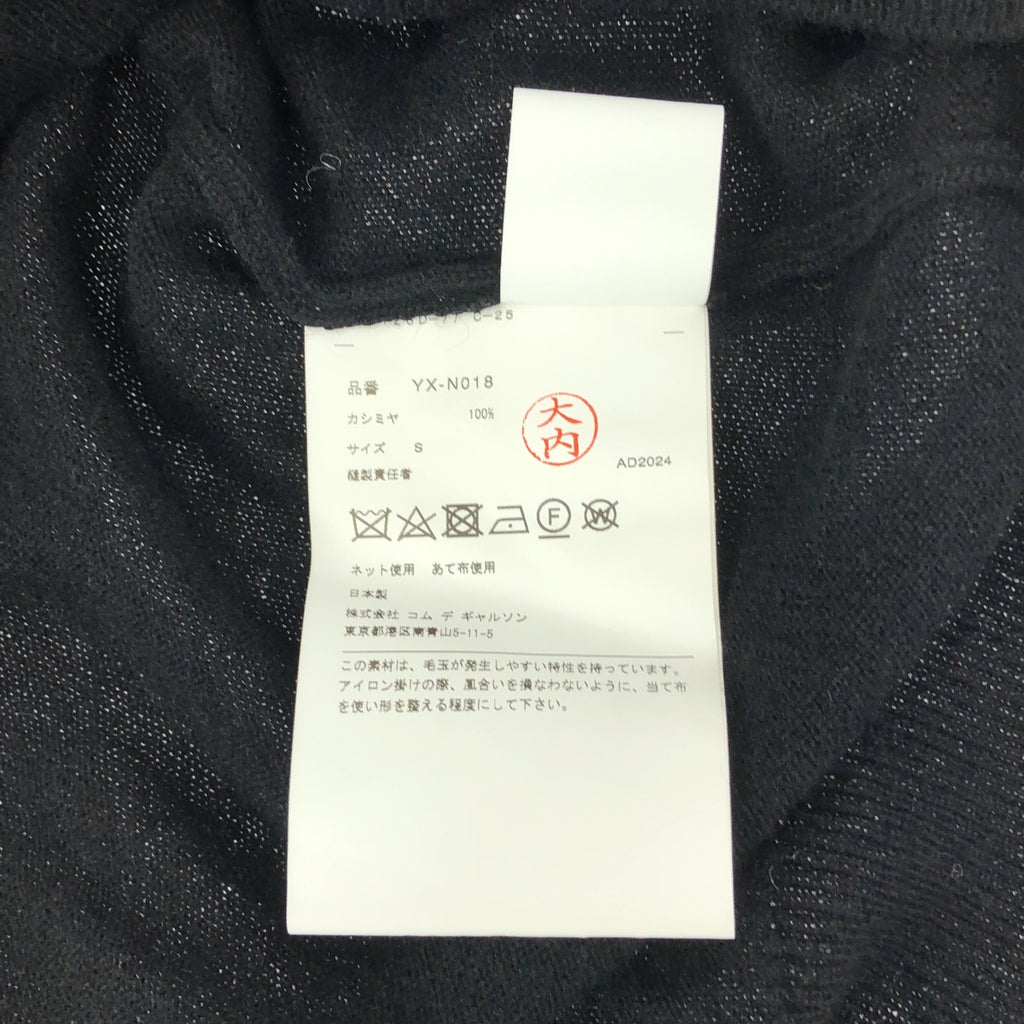 C-25
品番 YX-N018
カシミヤ 100%
サイズ S
縫製責任者
大内
AD2024
F
W
ネット使用 あて布使用
日本製
株式会社 コム デ ギャルソン
東京都港区南青山5-11-5
この素材は、毛玉が発生しやすい特性を持っています。
アイロン掛けの際、風合いを損なわないように、当て布
を使い形を整える程度にして下さい。